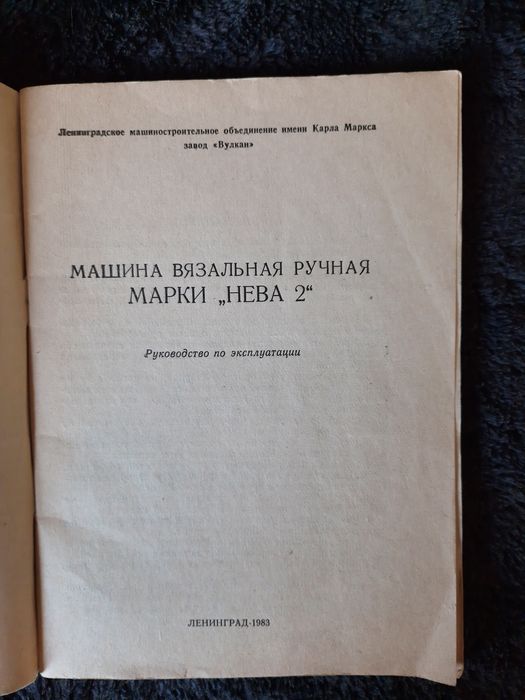 Ленинградское машиностроительное объединение имени Карла Маркса
завод «Вулкан»
МАШИНА ВЯЗАЛЬНАЯ РУЧНАЯ
МАРКИ „НЕВА 2“
Руководство по эксплуатации
ЛЕНИНГРАД-1983